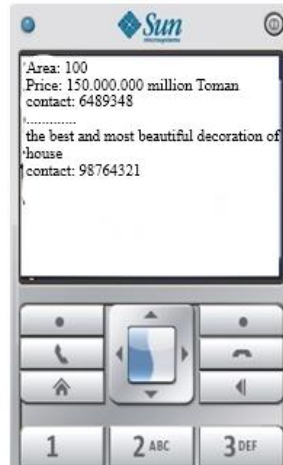 Sun
microsystems
Area: 100
Price: 150.000.000 million Toman
contact: 6489348
.............
the best and most beautiful decoration of
house
contact: 98764321
1
2 ABC
3 DEF